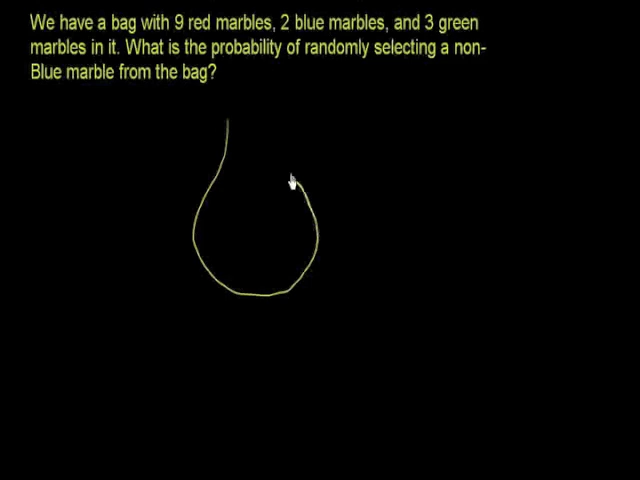 We have a bag with 9 red marbles, 2 blue marbles, and 3 green
marbles in it. What is the probability of randomly selecting a non-
Blue marble from the bag?